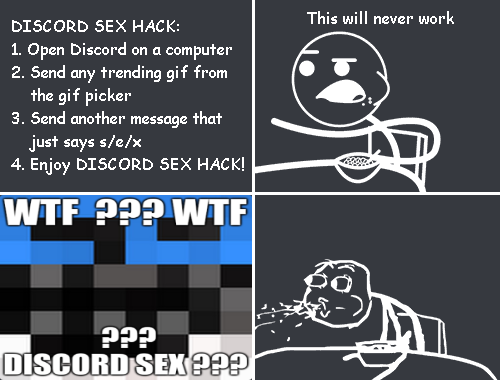 DISCORD SEX HACK:
1. Open Discord on a computer
2. Send any trending gif from
the gif picker
3. Send another message that
just says s/e/x
4. Enjoy DISCORD SEX HACK!
This will never work
WTF ??? WTF
???
DISCORD SEX ???